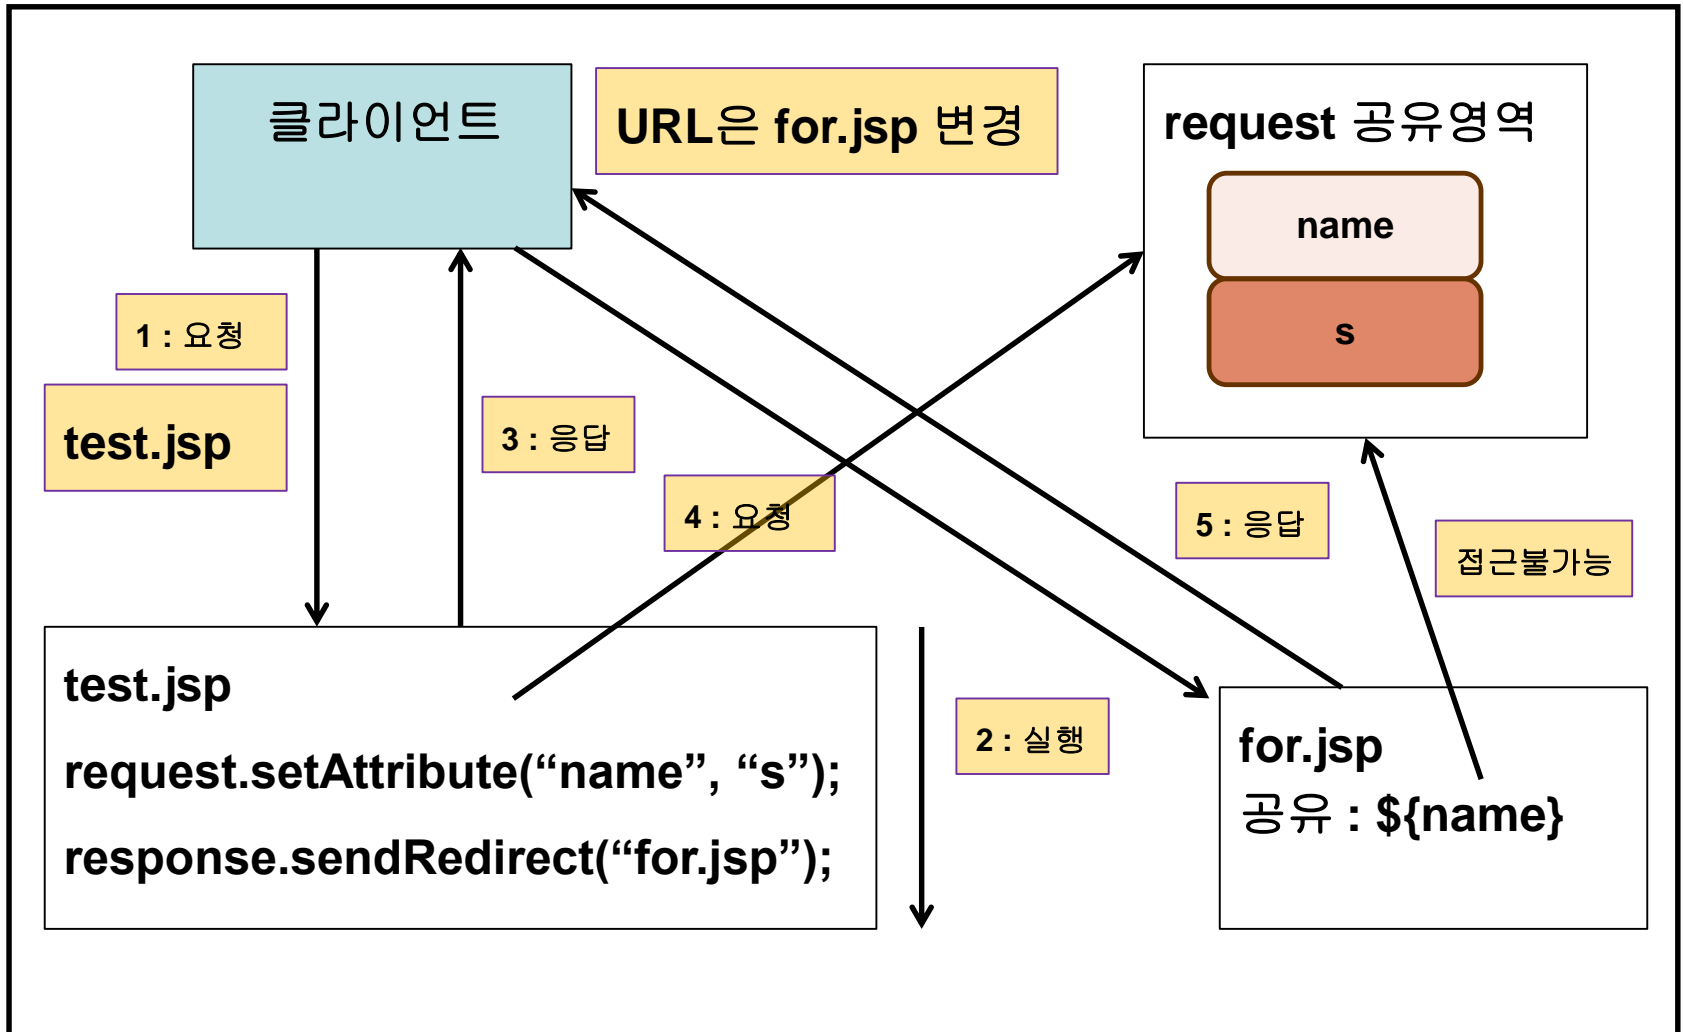 클라이언트
URL은 for.jsp 변경
request 공유영역
name
s
1 : 요청
test.jsp
3 : 응답
4 : 요청
5 : 응답
접근불가능
test.jsp
request.setAttribute(“name”, “s”);
response.sendRedirect(“for.jsp”);
2 : 실행
for.jsp
공유 : ${name}